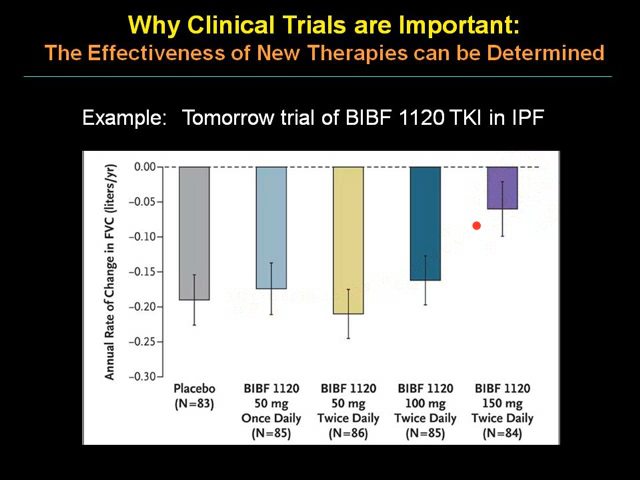 Why Clinical Trials are Important:
The Effectiveness of New Therapies can be Determined
Example: Tomorrow trial of BIBF 1120 TKI in IPF
Annual Rate of Change in FVC (liters/yr)
0.00
−0.05
−0.10
−0.15
−0.20
−0.25
−0.30
Placebo
(N=83)
BIBF 1120
50 mg
Once Daily
(N=85)
BIBF 1120
50 mg
Twice Daily
(N=86)
BIBF 1120
100 mg
Twice Daily
(N=85)
BIBF 1120
150 mg
Twice Daily
(N=84)